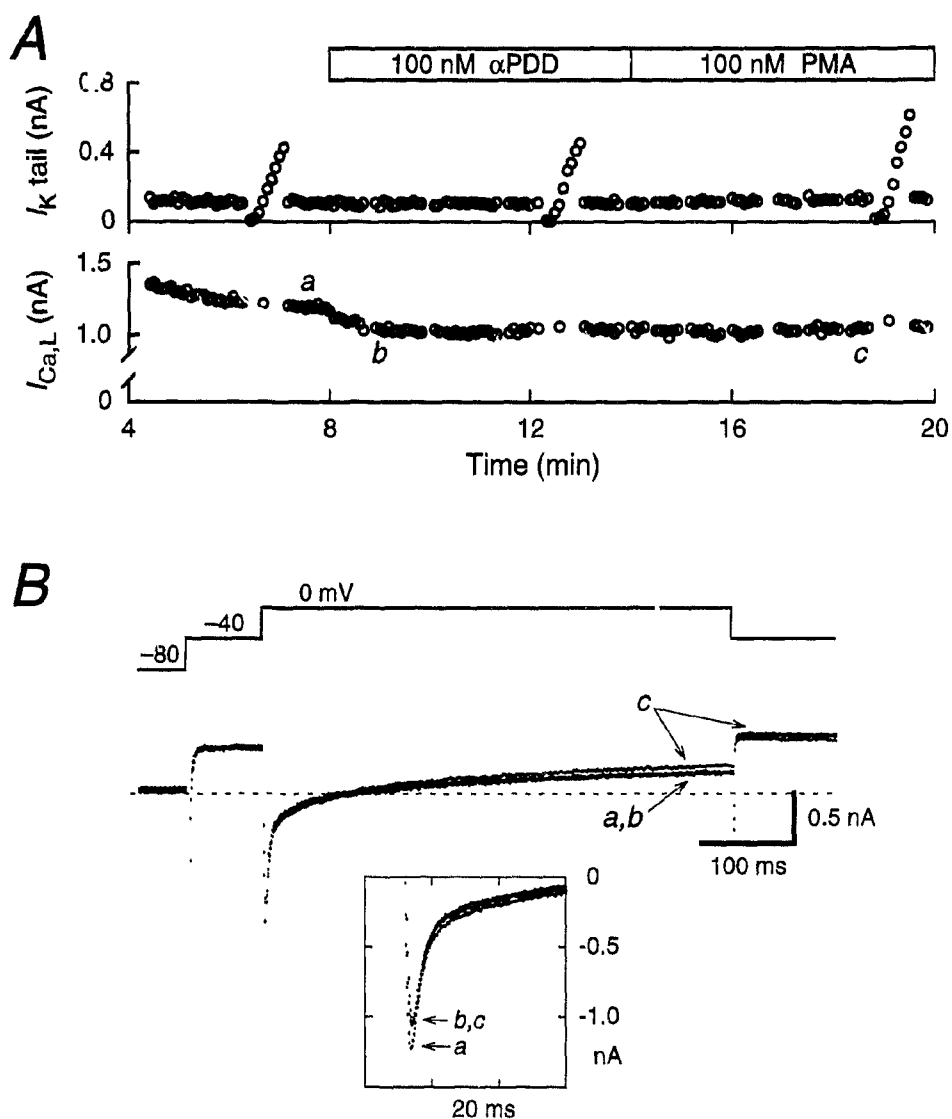 A
100 nM αPDD
100 nM PMA
0.8
0.4
0
I_K tail (nA)
1.5
1.0
0
I_Ca,L (nA)
a
b
c
4
8
12
16
20
Time (min)
B
0 mV
−40
−80
c
a,b
0.5 nA
100 ms
0
-0.5
-1.0
nA
b,c
a
20 ms